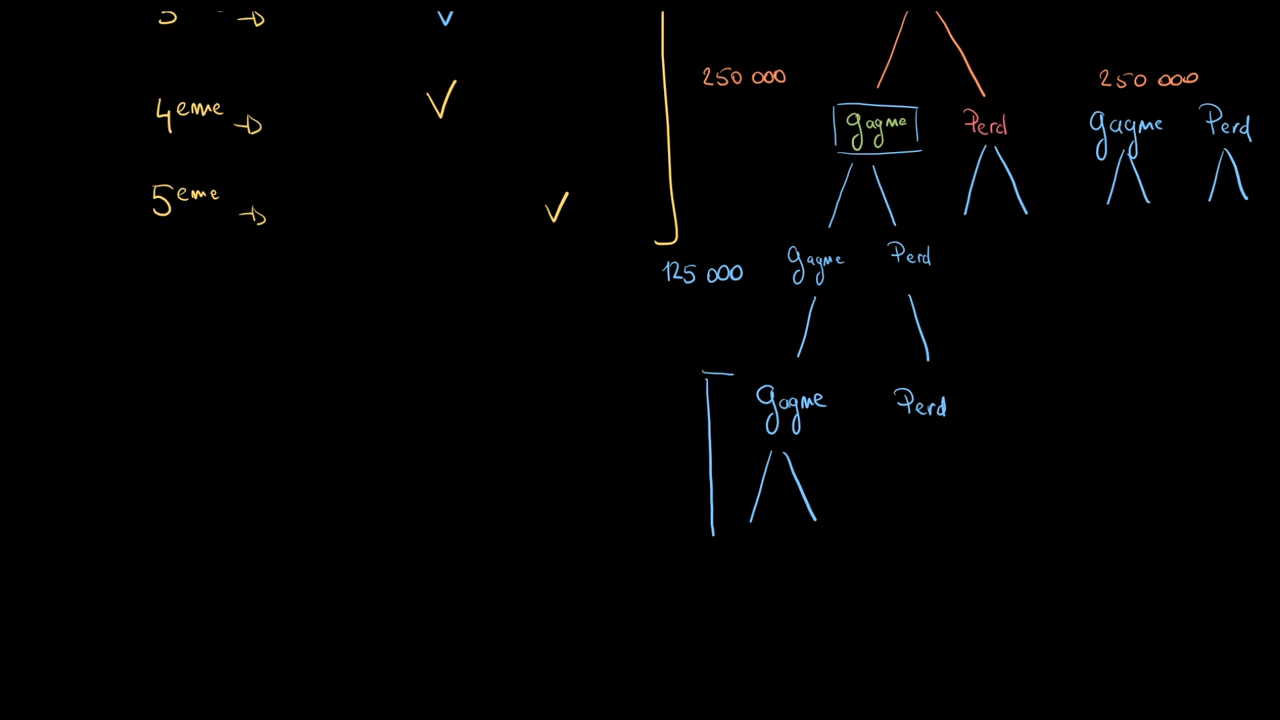 4eme →
5eme →
250 000
250 000
Gagne Perd Gagne Perd
125 000 Gagne Perd
Gagne Perd